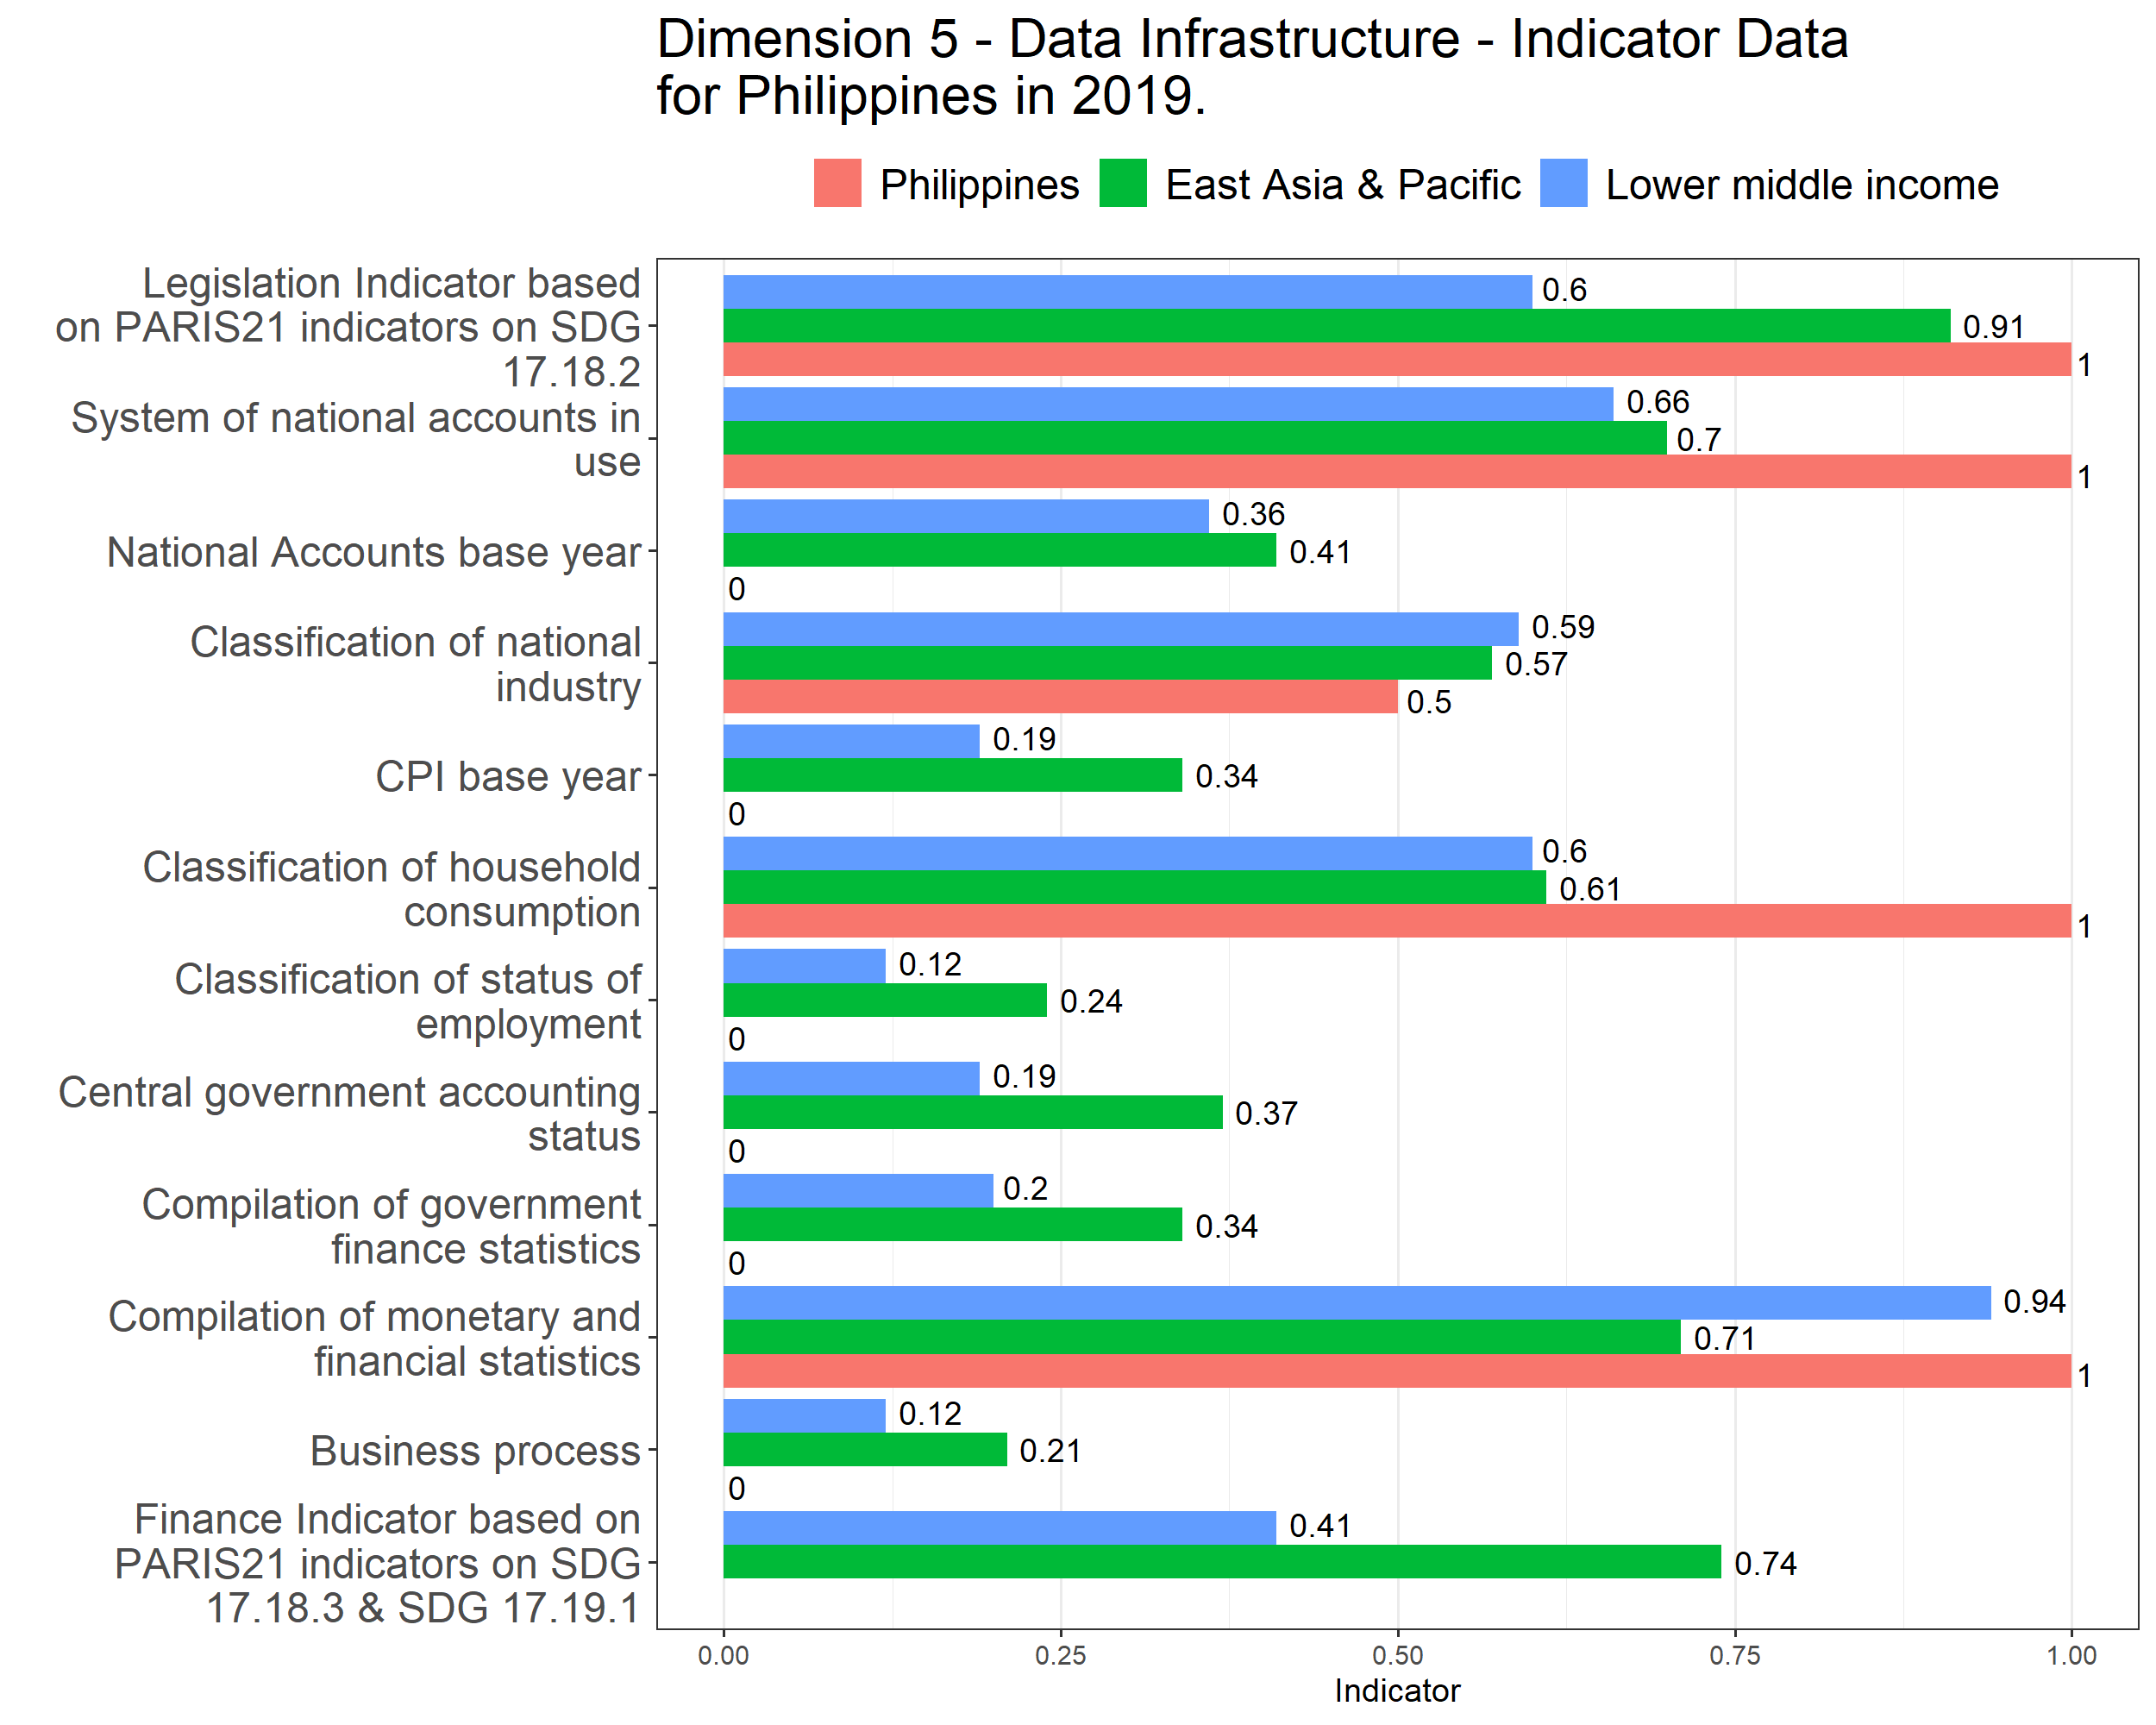 Dimension 5 - Data Infrastructure - Indicator Data
for Philippines in 2019.
Philippines
East Asia & Pacific
Lower middle income
Legislation Indicator based
on PARIS21 indicators on SDG
17.18.2
0.6
0.91
1
System of national accounts in
use
0.66
0.7
1
National Accounts base year
0.36
0.41
0
Classification of national
industry
0.59
0.57
0.5
CPI base year
0.19
0.34
0
Classification of household
consumption
0.6
0.61
1
Classification of status of
employment
0.12
0.24
0
Central government accounting
status
0.19
0.37
0
Compilation of government
finance statistics
0.2
0.34
0
Compilation of monetary and
financial statistics
0.94
0.71
1
Business process
0.12
0.21
0
Finance Indicator based on
PARIS21 indicators on SDG
17.18.3 & SDG 17.19.1
0.41
0.74
0.00
0.25
0.50
0.75
1.00
Indicator